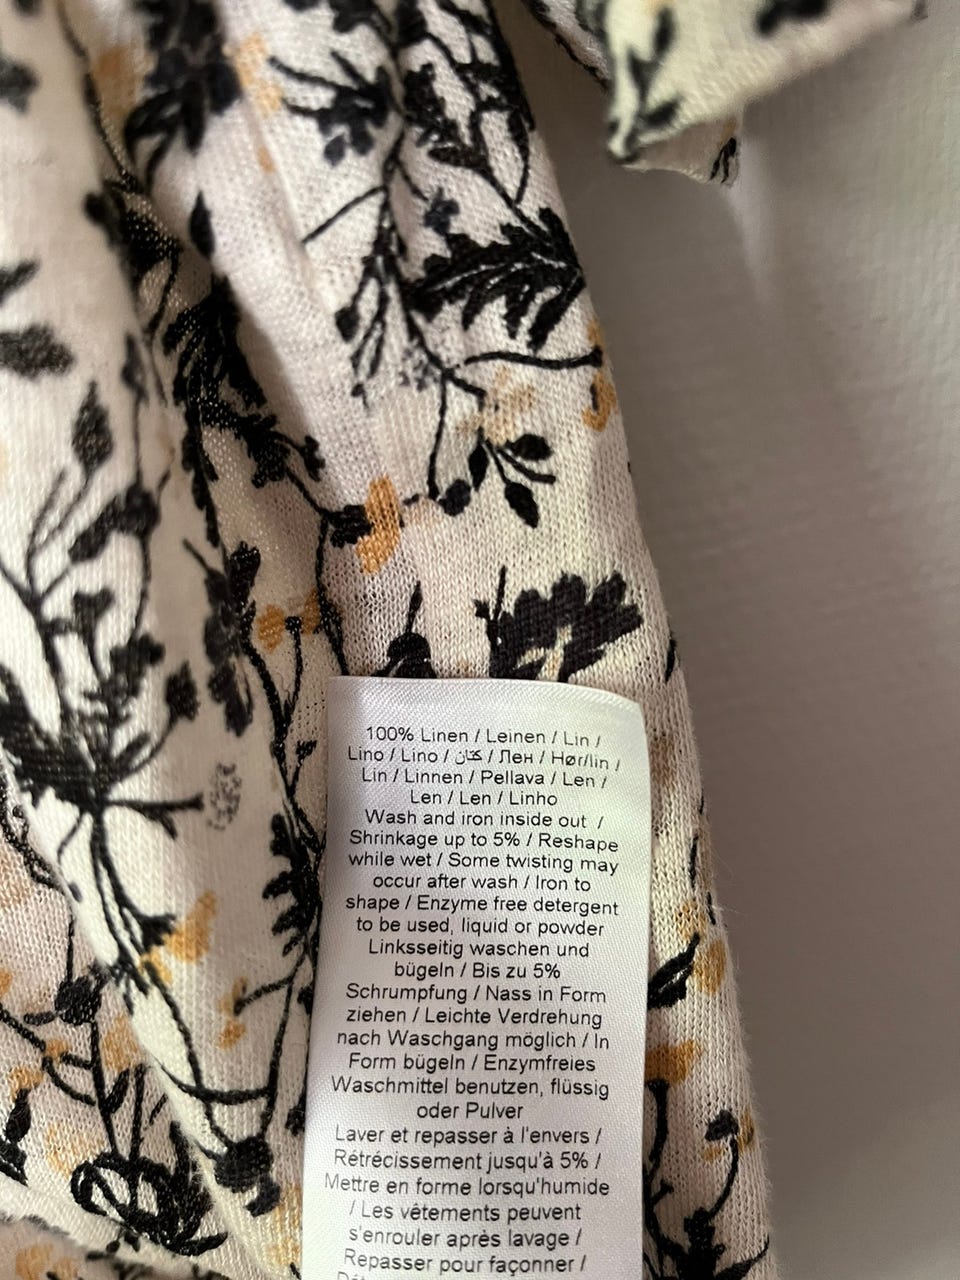 100% Linen / Leinen / Lin /
Lino / Lino / كتان / Лен / Hør/lin /
Lin / Linnen / Pellava / Len /
Len / Len / Linho
Wash and iron inside out /
Shrinkage up to 5% / Reshape
while wet / Some twisting may
occur after wash / Iron to
shape / Enzyme free detergent
to be used, liquid or powder
Linksseitig waschen und
bügeln / Bis zu 5%
Schrumpfung / Nass in Form
ziehen / Leichte Verdrehung
nach Waschgang möglich / In
Form bügeln / Enzymfreies
Waschmittel benutzen, flüssig
oder Pulver
Laver et repasser à l'envers /
Rétrécissement jusqu'à 5% /
Mettre en forme lorsqu'humide
/ Les vêtements peuvent
s'enrouler après lavage /
Repasser pour façonner /